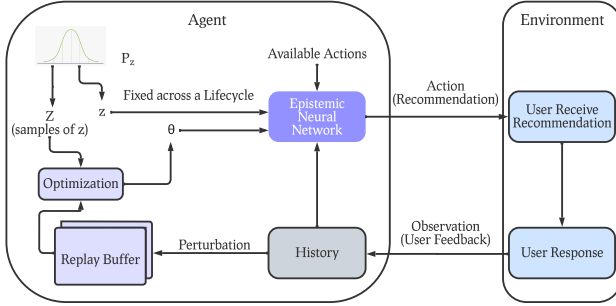 Agent
Environment
P_z
Available Actions
Z
(samples of z)
z
Fixed across a Lifecycle
θ
Epistemic
Neural
Network
Action
(Recommendation)
User Receive
Recommendation
Optimization
Replay Buffer
Perturbation
History
Observation
(User Feedback)
User Response